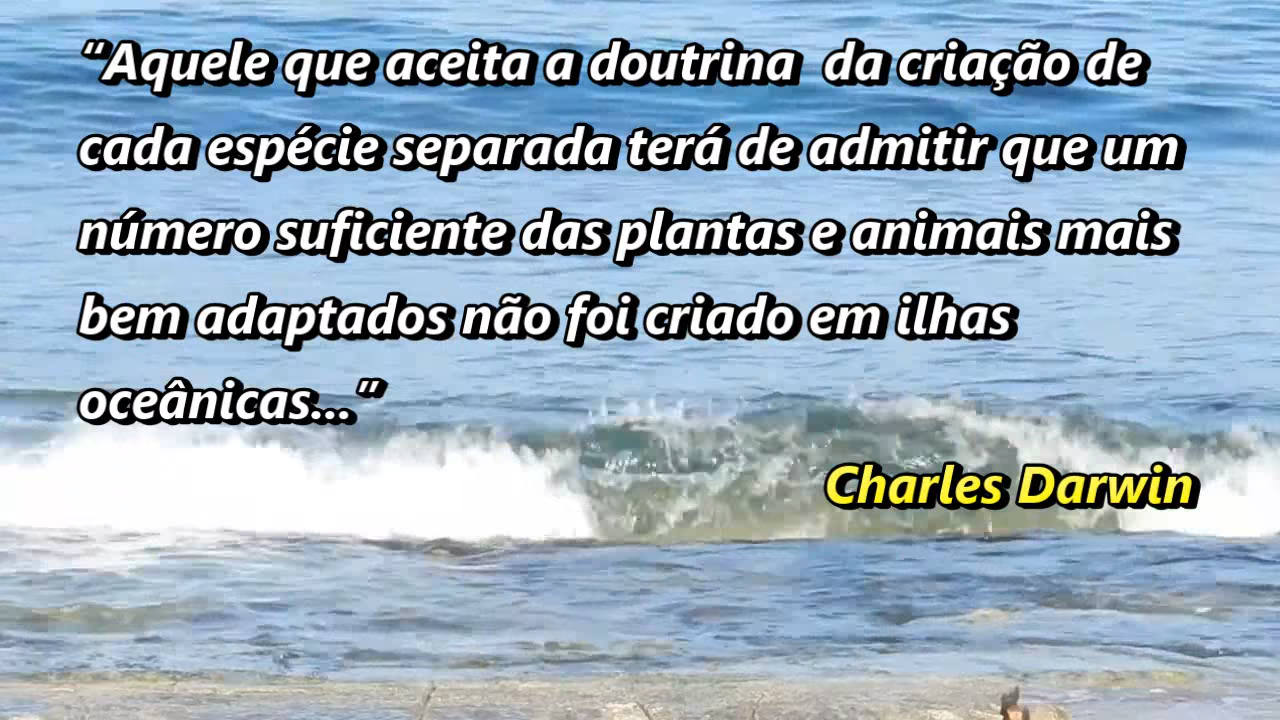 “Aquele que aceita a doutrina da criação de
cada espécie separada terá de admitir que um
número suficiente das plantas e animais mais
bem adaptados não foi criado em ilhas
oceânicas...”
Charles Darwin